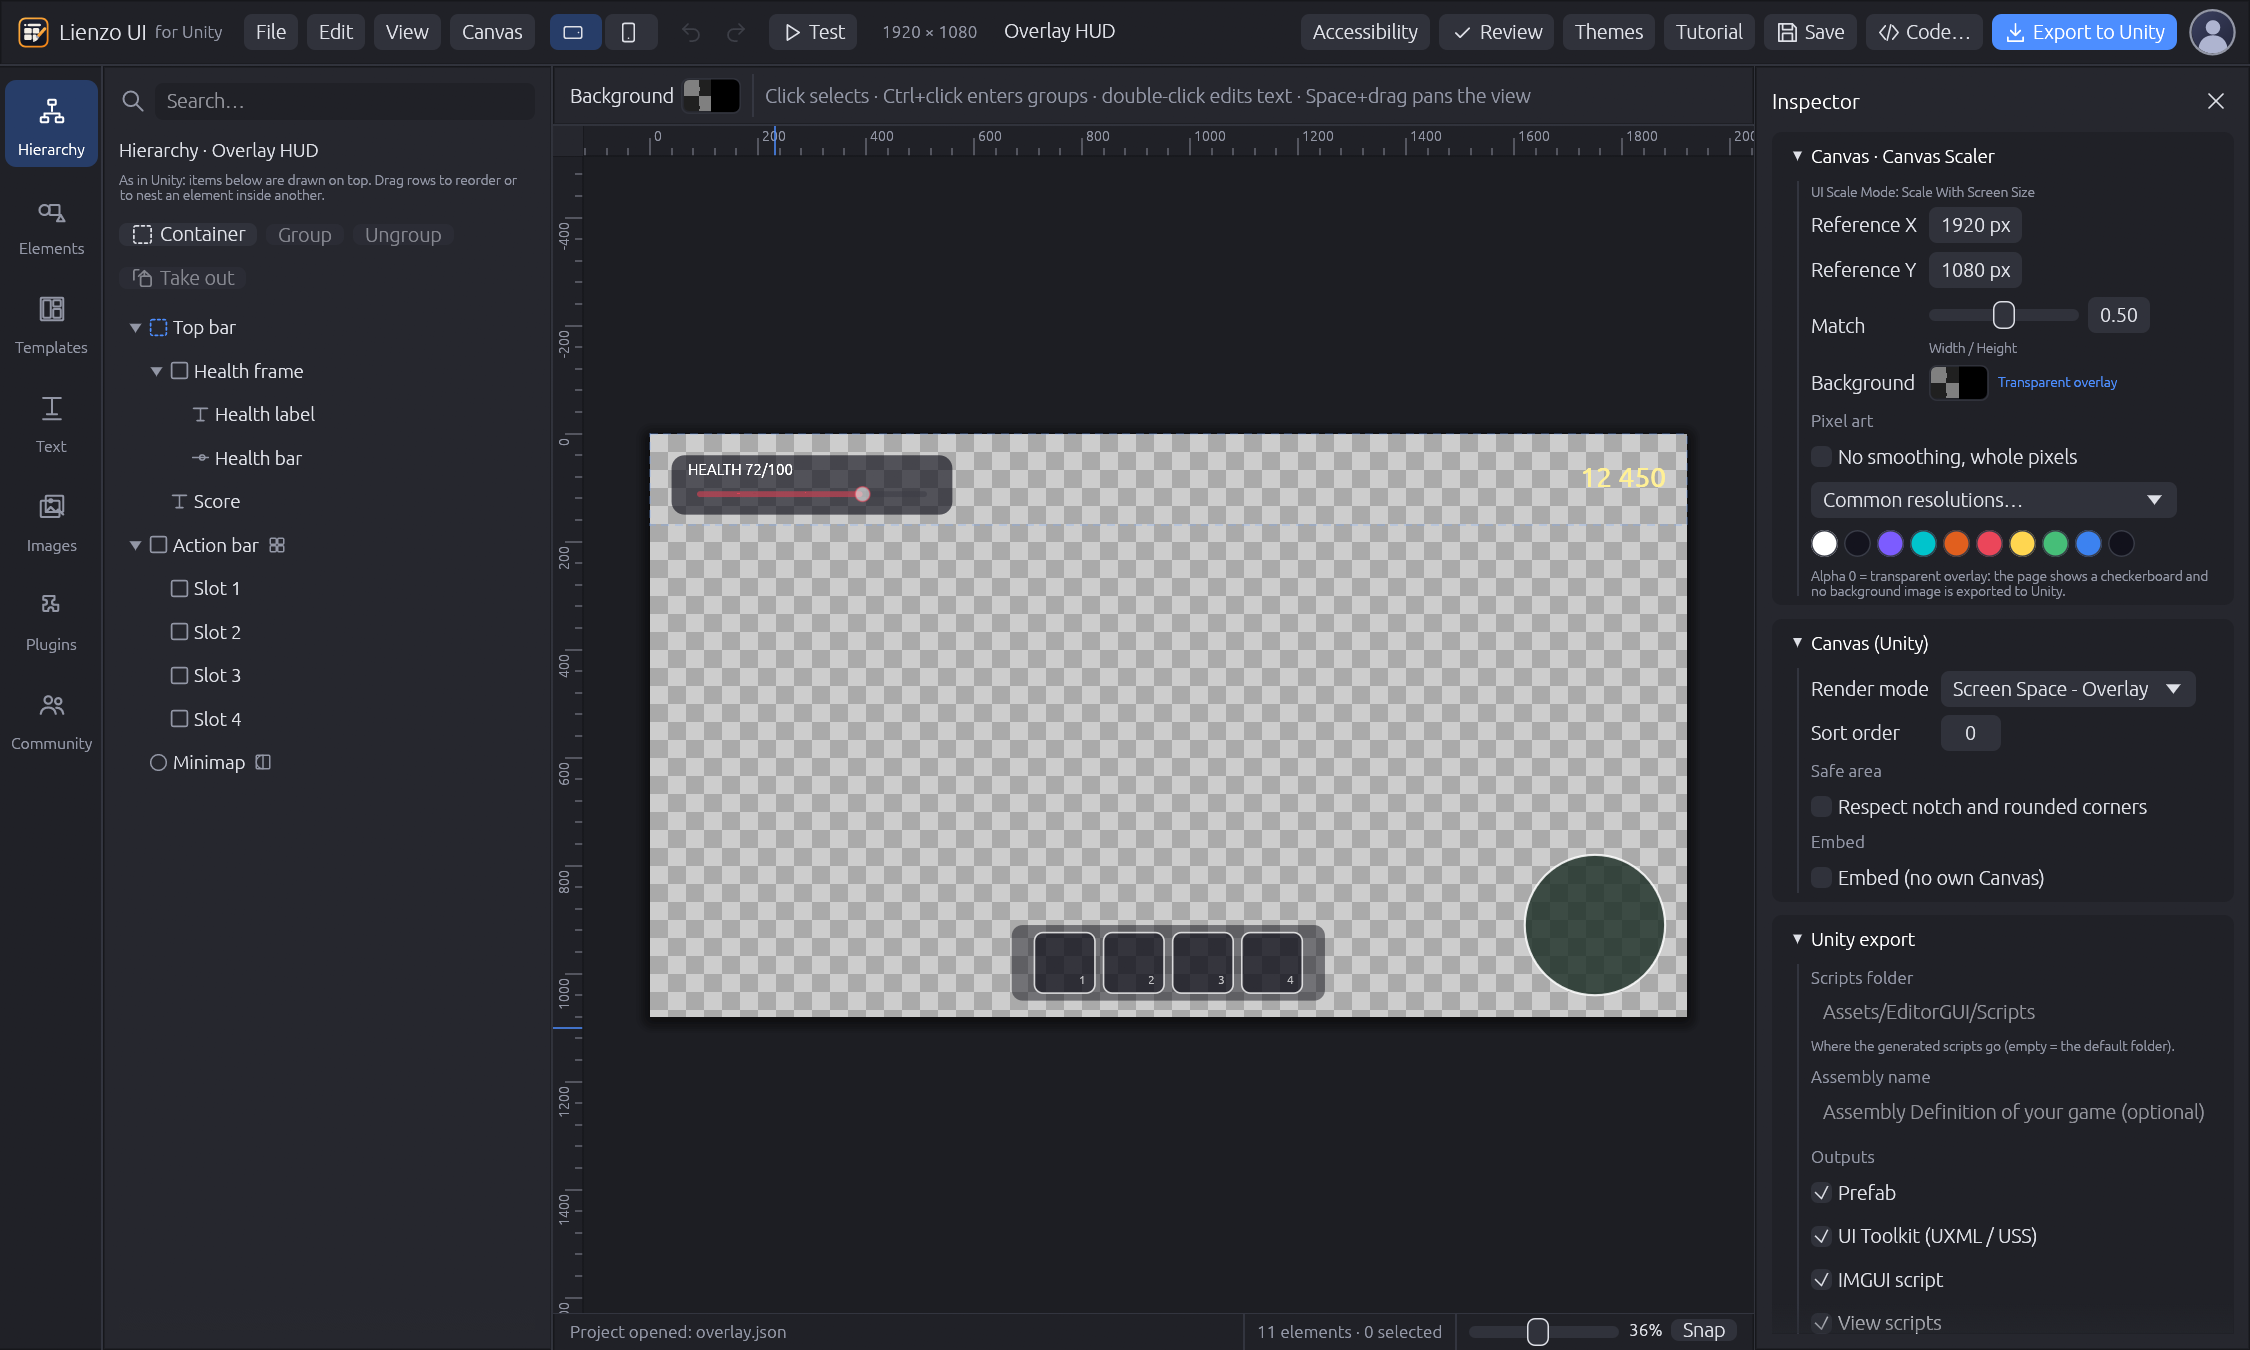 Lienzo UI for Unity
File Edit View Canvas
Test 1920 × 1080 Overlay HUD
Accessibility Review Themes Tutorial Save Code… Export to Unity
Hierarchy
Elements
Templates
Text
Images
Plugins
Community
Search…
Hierarchy · Overlay HUD
As in Unity: items below are drawn on top. Drag rows to reorder or
to nest an element inside another.
Container Group Ungroup
Take out
Top bar
Health frame
Health label
Health bar
Score
Action bar
Slot 1
Slot 2
Slot 3
Slot 4
Minimap
Background Click selects · Ctrl+click enters groups · double-click edits text · Space+drag pans the view
0 200 400 600 800 1000 1200 1400 1600 1800
-400
-200
0
200
400
600
800
1000
1200
1400
HEALTH 72/100
12 450
1 2 3 4
Project opened: overlay.json
11 elements · 0 selected
36% Snap
Inspector
Canvas · Canvas Scaler
UI Scale Mode: Scale With Screen Size
Reference X 1920 px
Reference Y 1080 px
Match 0.50
Width / Height
Background Transparent overlay
Pixel art
No smoothing, whole pixels
Common resolutions…
Alpha 0 = transparent overlay: the page shows a checkerboard and
no background image is exported to Unity.
Canvas (Unity)
Render mode Screen Space - Overlay
Sort order 0
Safe area
Respect notch and rounded corners
Embed
Embed (no own Canvas)
Unity export
Scripts folder
Assets/EditorGUI/Scripts
Where the generated scripts go (empty = the default folder).
Assembly name
Assembly Definition of your game (optional)
Outputs
Prefab
UI Toolkit (UXML / USS)
IMGUI script
View scripts